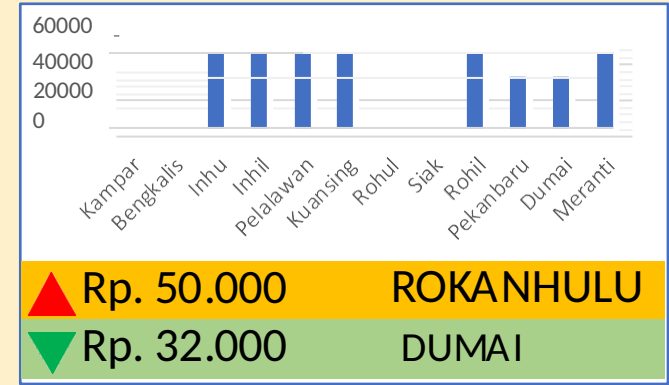 60000
40000
20000
0
-
Kampar
Bengkalis
Inhu
Inhil
Pelalawan
Kuansing
Rohul
Siak
Rohil
Pekanbaru
Dumai
Meranti
Rp. 50.000 ROKANHULU
Rp. 32.000 DUMAI